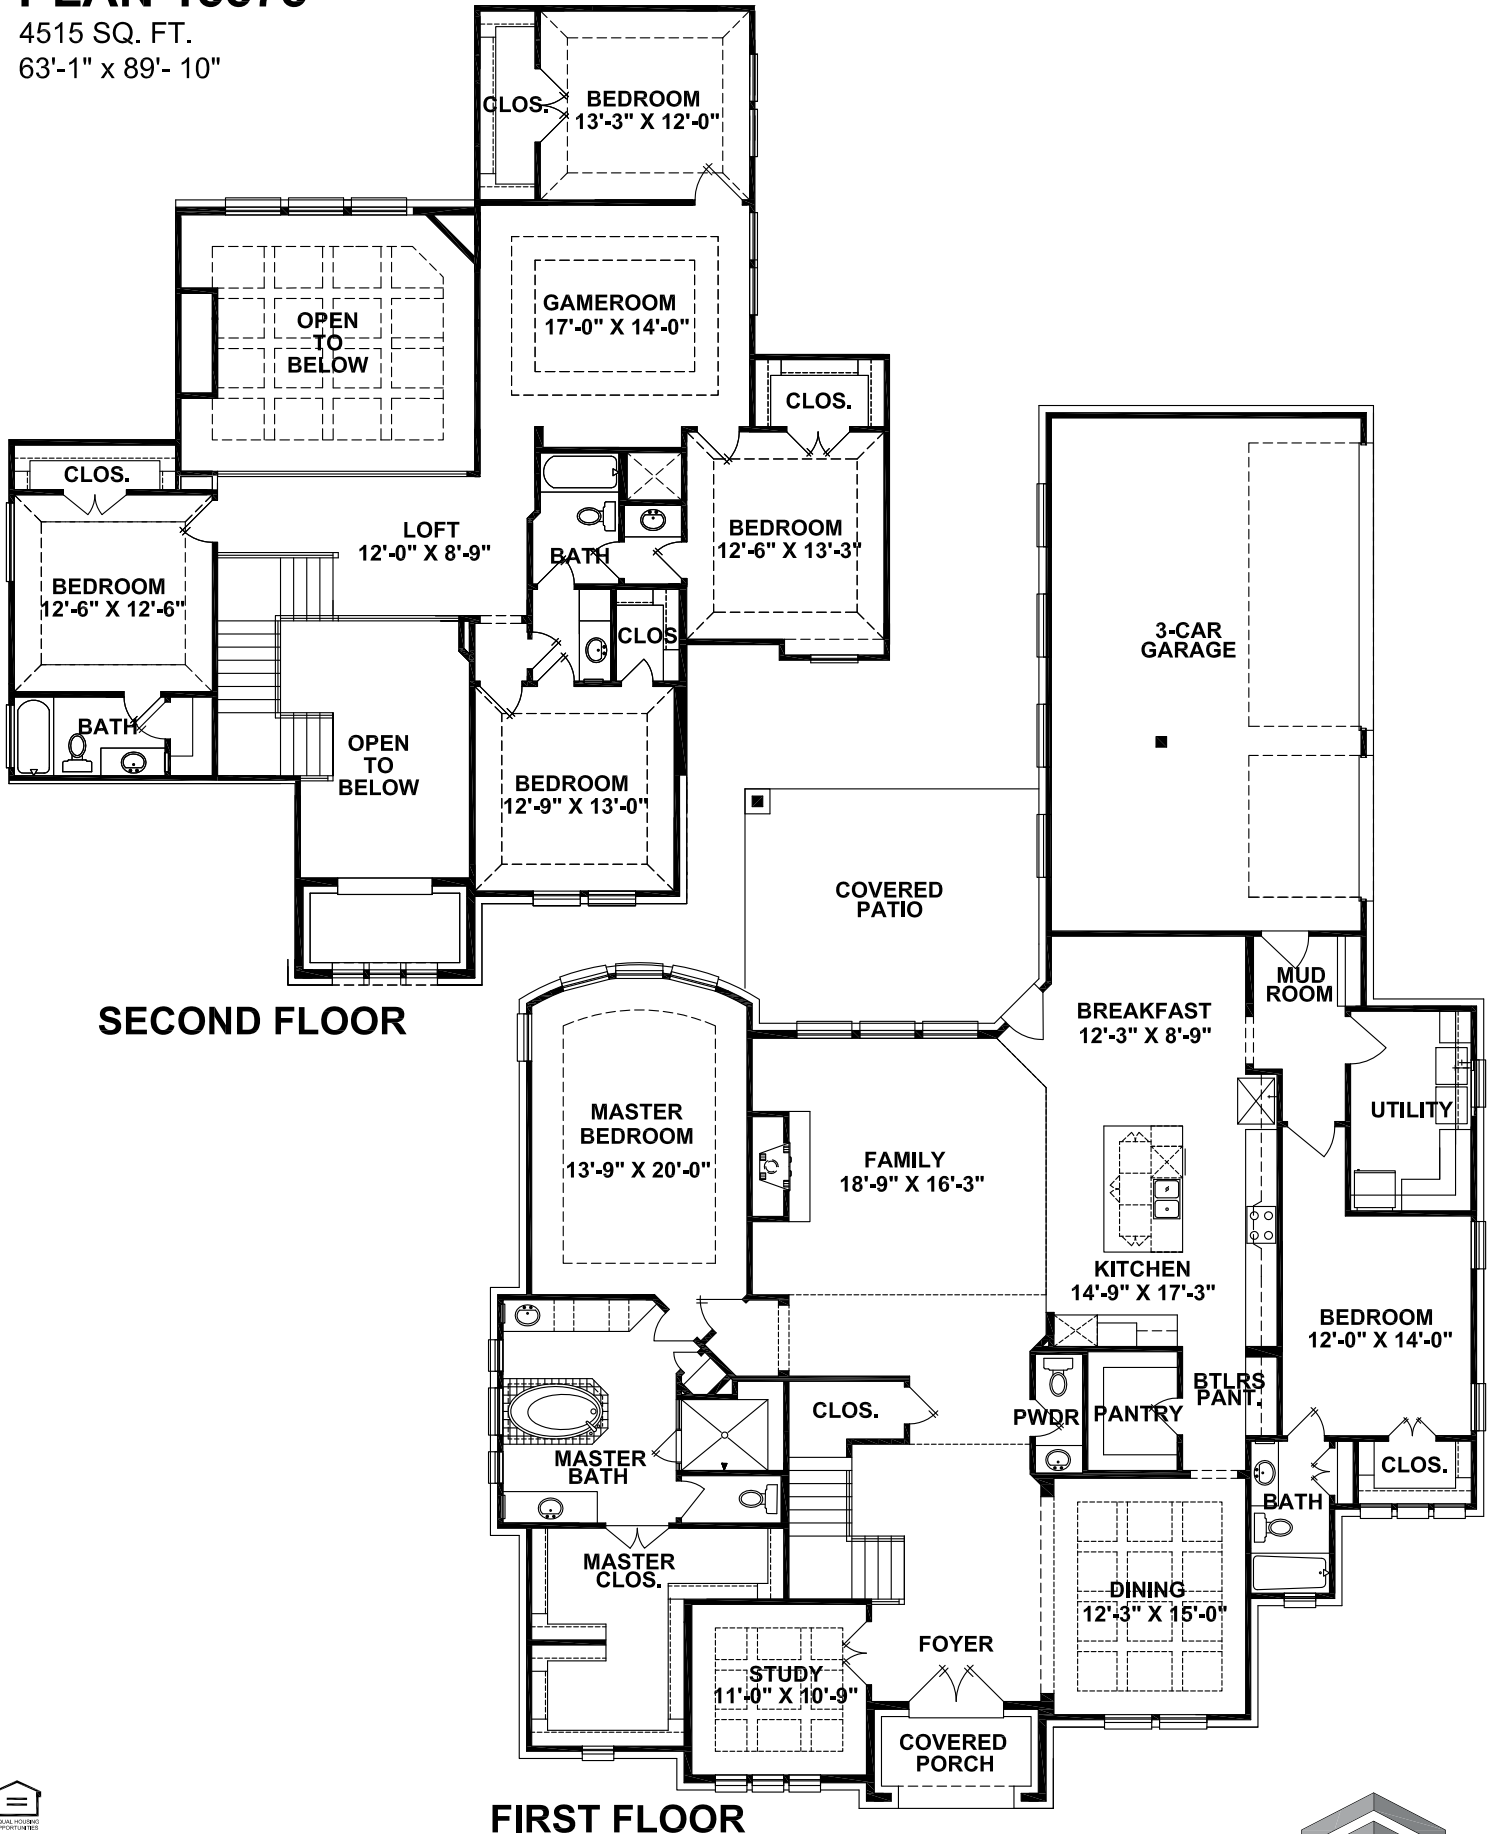 4515 SQ. FT.
63'-1" x 89'- 10"
CLOS.
BEDROOM
13'-3" X 12'-0"
OPEN
TO
BELOW
GAMEROOM
17'-0" X 14'-0"
CLOS.
CLOS.
BEDROOM
12'-6" X 12'-6"
LOFT
12'-0" X 8'-9"
BATH
BEDROOM
12'-6" X 13'-3"
CLOS
BATH
OPEN
TO
BELOW
BEDROOM
12'-9" X 13'-0"
SECOND FLOOR
3-CAR
GARAGE
COVERED
PATIO
MUD
ROOM
BREAKFAST
12'-3" X 8'-9"
UTILITY
MASTER
BEDROOM
13'-9" X 20'-0"
FAMILY
18'-9" X 16'-3"
KITCHEN
14'-9" X 17'-3"
BEDROOM
12'-0" X 14'-0"
BTLRS
PANT.
CLOS.
PWDR
PANTRY
MASTER
BATH
CLOS.
BATH
MASTER
CLOS.
DINING
12'-3" X 15'-0"
FOYER
STUDY
11'-0" X 10'-9"
COVERED
PORCH
FIRST FLOOR